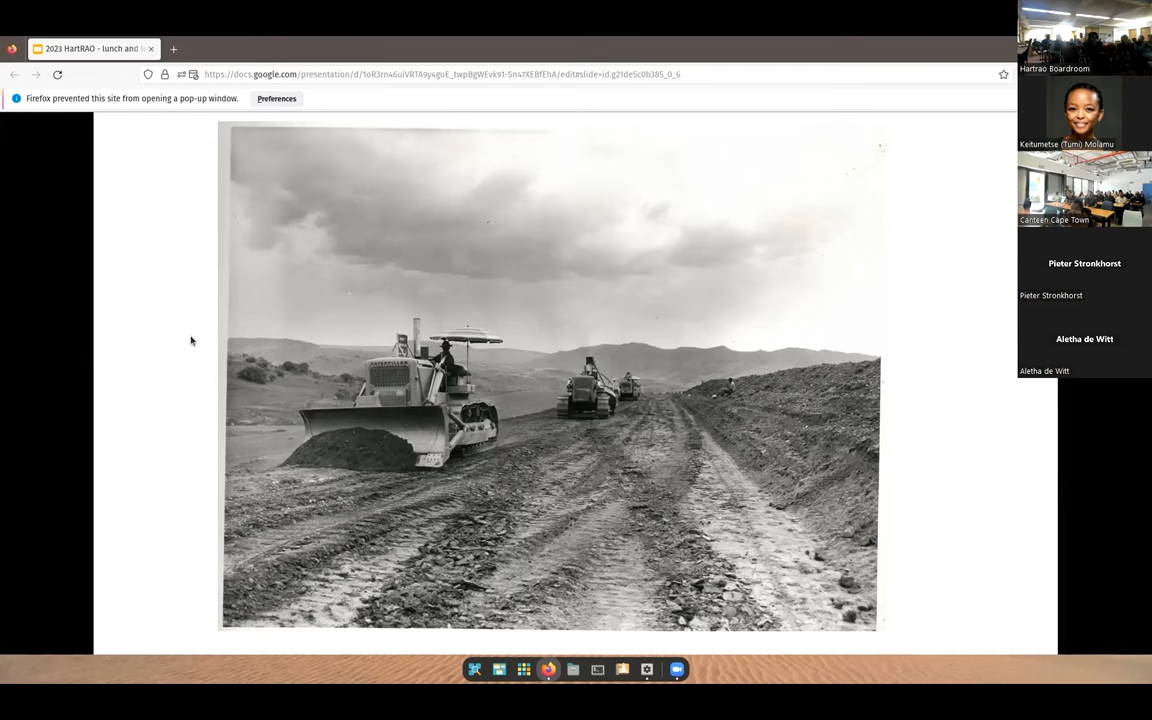 2023 HartRAO - lunch and l
https://docs.google.com/presentation/d/1oR3rn46uiVRTA9y4guE_twpBgWEvk91-Sn47XEBfEhA/edit#slide=id.g21de5c0b385_0_6
Firefox prevented this site from opening a pop-up window.
Preferences
CATERPILLAR
Hartrao Boardroom
Keitumetse (Tumi) Molamu
Canteen Cape Town
Pieter Stronkhorst
Pieter Stronkhorst
Aletha de Witt
Aletha de Witt